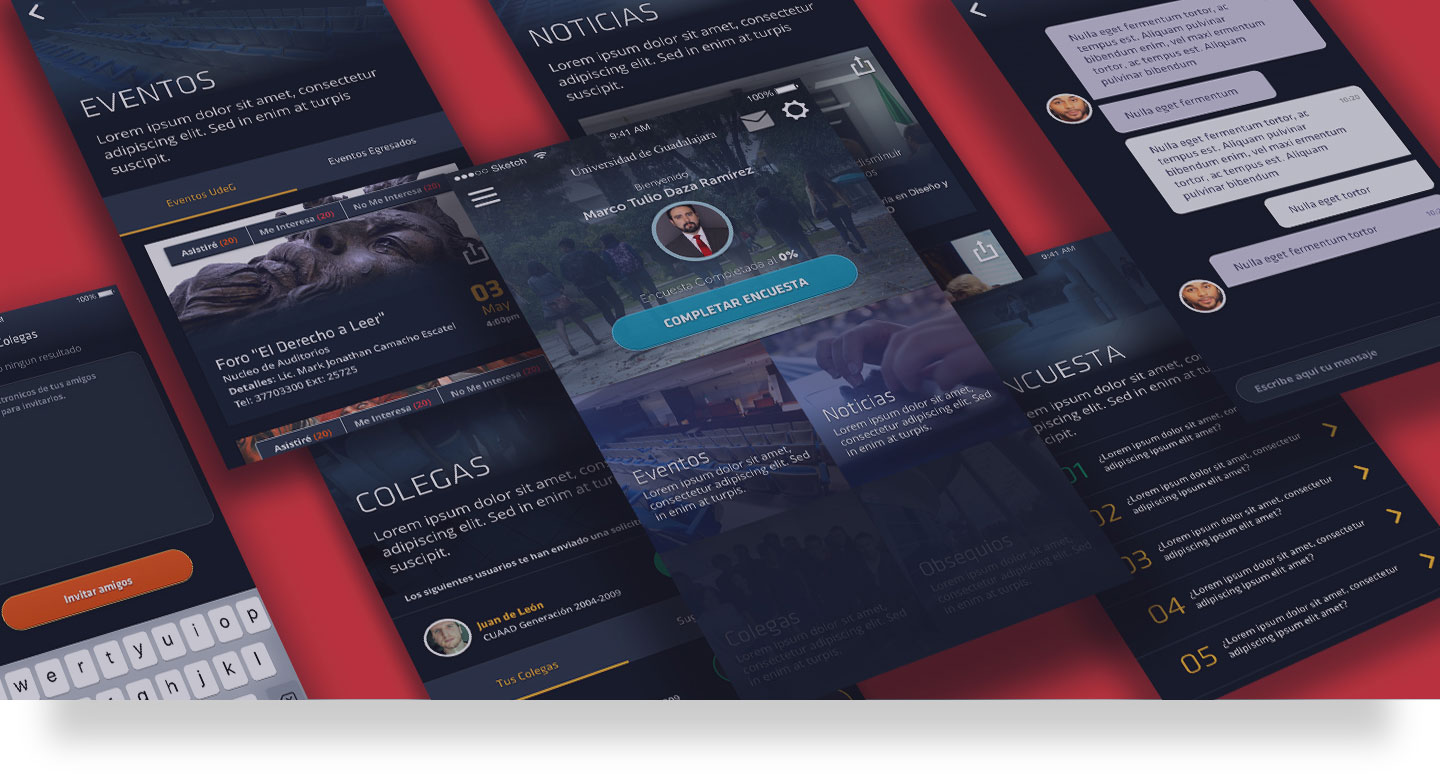 EVENTOS
Lorem ipsum dolor sit amet, consectetur
adipiscing elit. Sed in enim at turpis
suscipit.
Eventos UdeG
Eventos Egresados
Asistiré (20)
Me Interesa (20)
No Me Interesa (20)
03
May
4:00pm
Foro "El Derecho a Leer"
Nucleo de Auditorios
Detalles: Lic. Mark Jonathan Camacho Escatel
Tel: 37703300 Ext: 25725
Asistiré (20)
Me Interesa (20)
No Me Interesa (20)
NOTICIAS
Lorem ipsum dolor sit amet, consectetur
adipiscing elit. Sed in enim at turpis
suscipit.
disminuir
en Diseño y
Sketch
9:41 AM
100%
Universidad de Guadalajara
Bienvenido
Marco Tulio Daza Ramírez
Encuesta Completada al 0%
COMPLETAR ENCUESTA
Eventos
Lorem ipsum dolor sit amet,
consectetur adipiscing elit. Sed
in enim at turpis.
Noticias
Lorem ipsum dolor sit amet,
consectetur adipiscing elit. Sed
in enim at turpis.
Colegas
Lorem ipsum dolor sit amet,
consectetur adipiscing elit. Sed
in enim at turpis.
Obsequios
Lorem ipsum dolor sit amet,
consectetur adipiscing elit. Sed
in enim at turpis.
Nulla eget fermentum tortor, ac
tempus est. Aliquam pulvinar
bibendum enim, vel maxi ermentum
tortor, ac tempus est. Aliquam
pulvinar bibendum
Nulla eget fermentum
10:20
Nulla eget fermentum tortor, ac
tempus est. Aliquam pulvinar
bibendum enim, vel maxi ermentum
tortor, ac tempus est. Aliquam
pulvinar bibendum
Nulla eget tortor
10:20
Nulla eget fermentum tortor
Escribe aqui tu mensaje
100%
Colegas
ningun resultado
tronicos de tus amigos
para invitarlos.
Invitar amigos
w e r t y u i o p
g h j k l
COLEGAS
Lorem ipsum dolor sit amet, con
adipiscing elit. Sed in enim at tur
suscipit.
Los siguientes usuarios te han enviado una solicit
Juan de León
CUAAD Generación 2004-2009
Tus Colegas
Sug
9:41 AM
NCUESTA
em ipsum dolor sit amet, co
adipiscing elit. Sed in enim at tu
cipit.
01
¿Lorem ipsum dolor sit amet, con
adipiscing ipsum elit amet?
02
¿Lorem ipsum dolor sit amet, consectetur
adipiscing ipsum elit amet?
03
¿Lorem ipsum dolor sit amet, consectetur
adipiscing ipsum elit amet?
04
¿Lorem ipsum dolor sit amet, consectetur
adipiscing ipsum elit amet?
05
¿Lorem ipsum dolor sit amet, consectetur
adipiscing ipsum elit amet?